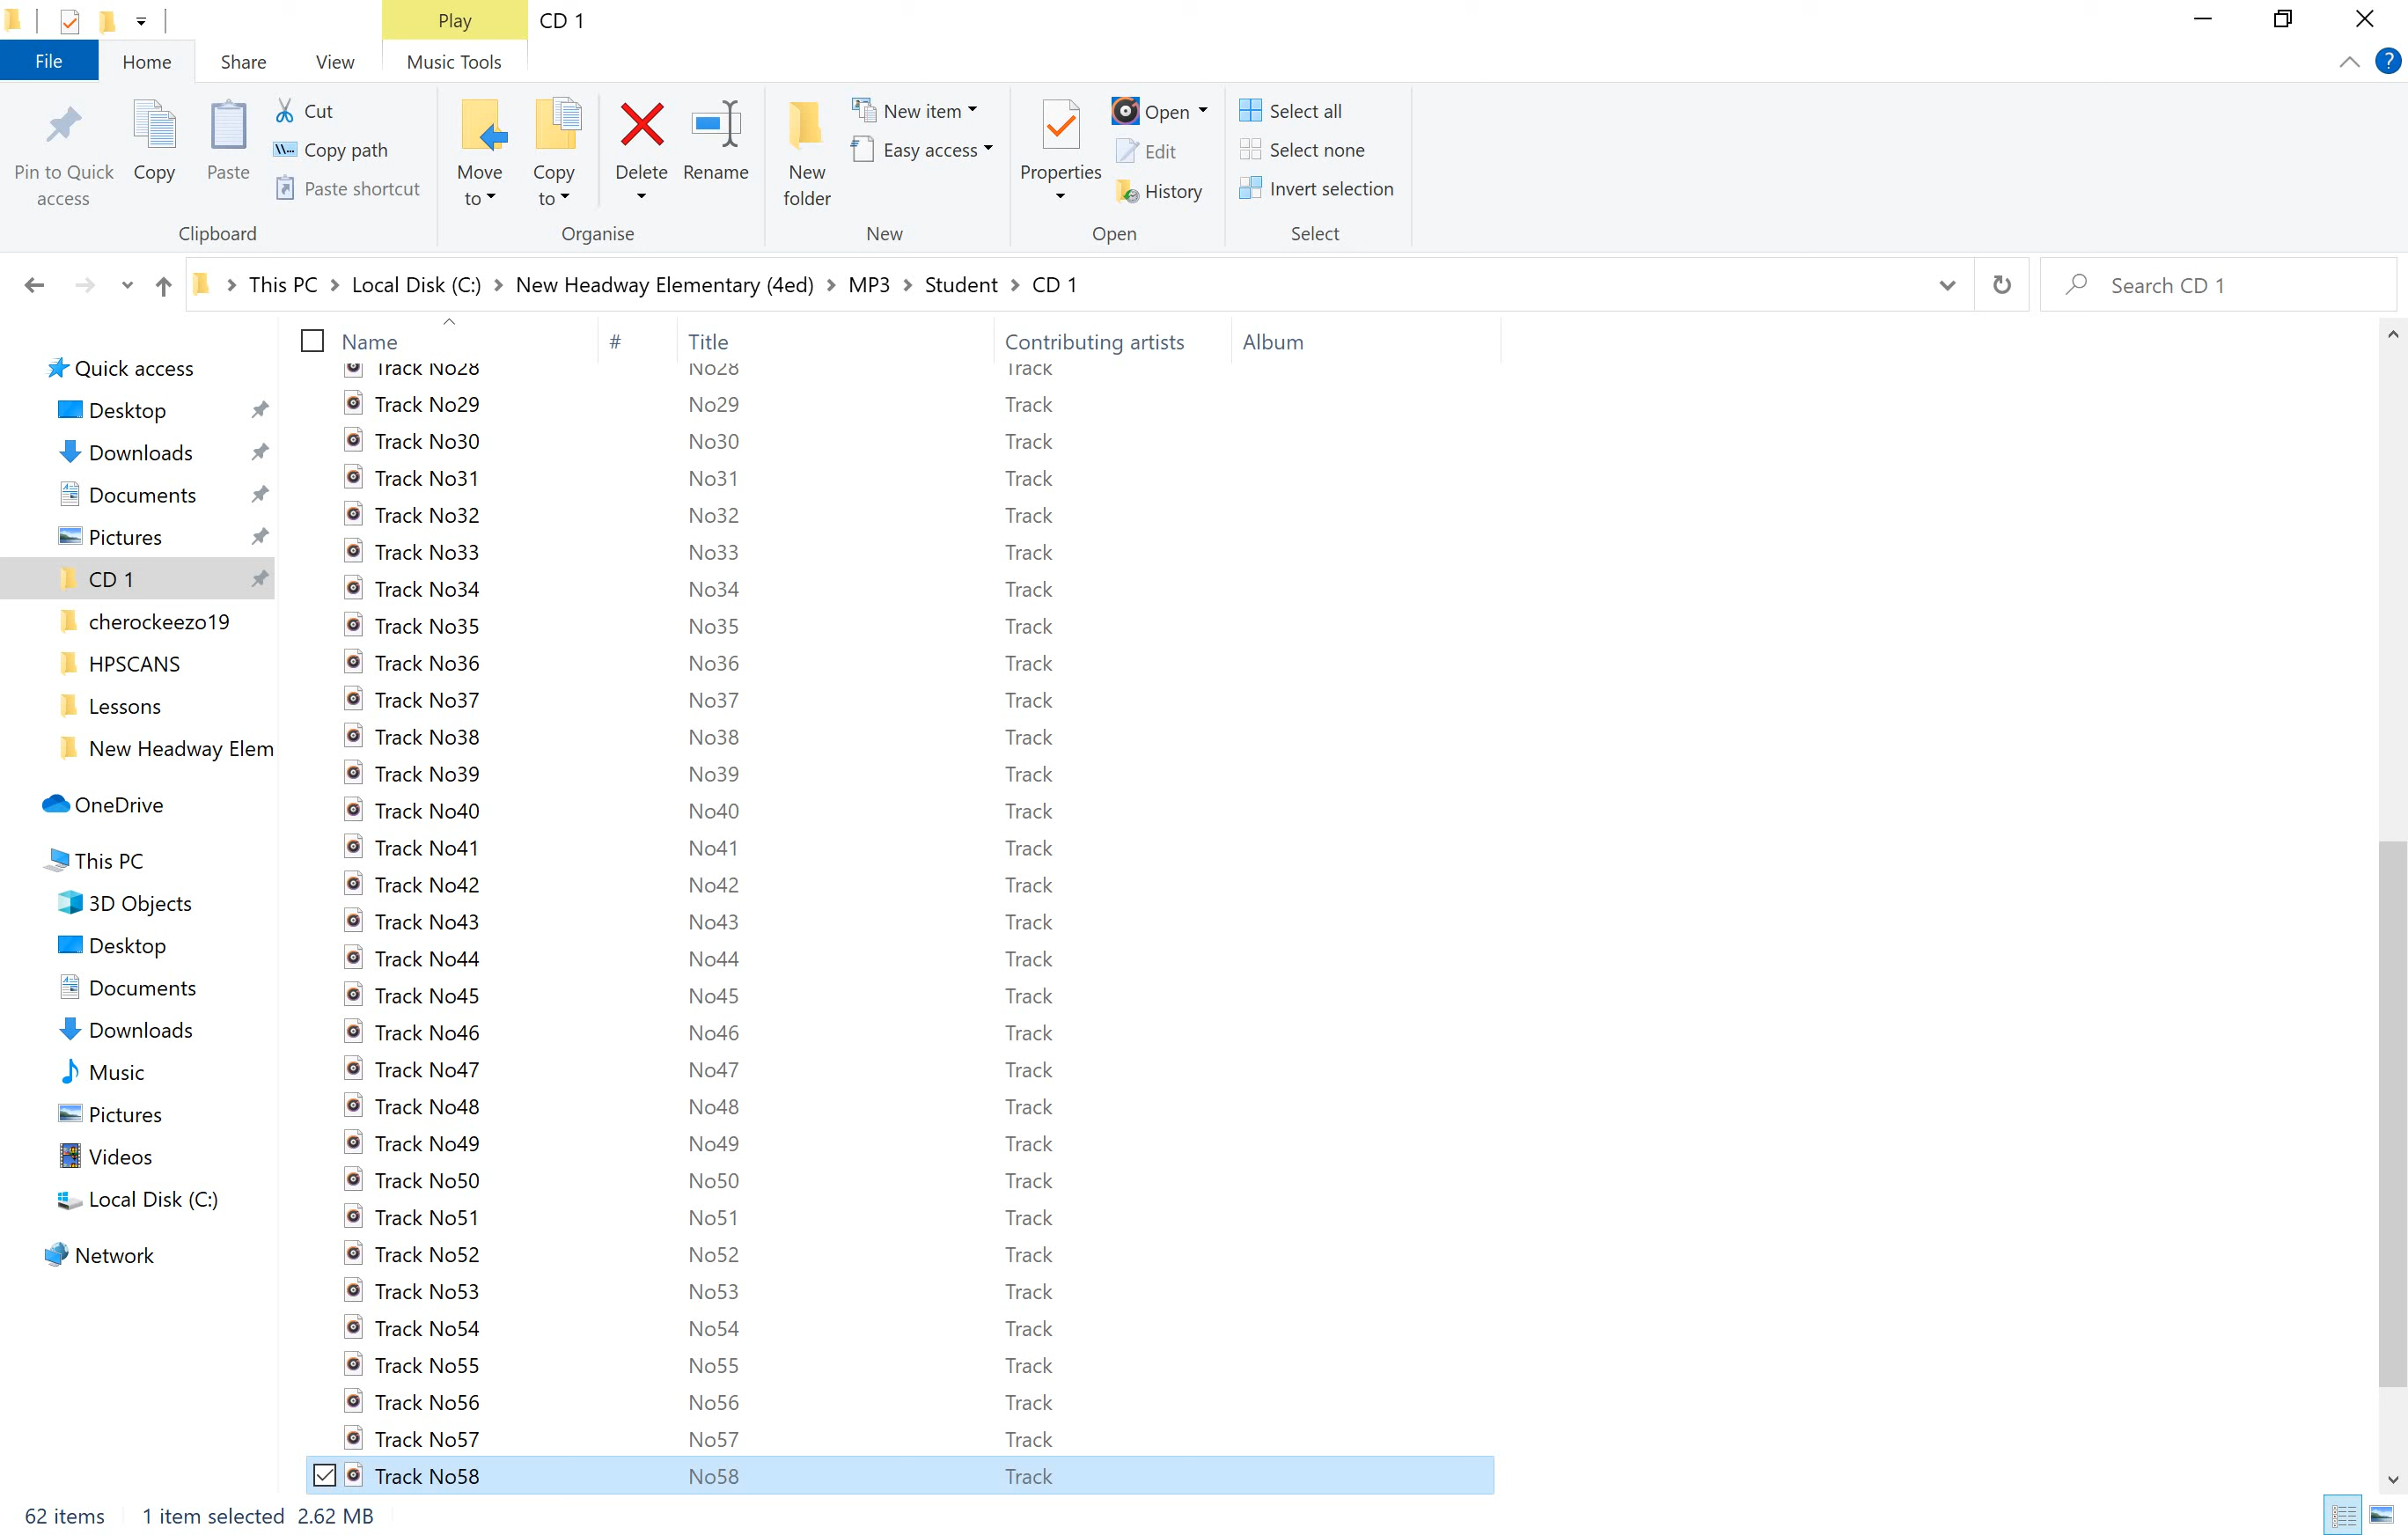 Play CD 1
File Home Share View Music Tools
Pin to Quick access Copy Paste Cut Copy path Paste shortcut
Clipboard
Move to Copy to Delete Rename
Organise
New folder New item Easy access
New
Properties Open Edit History
Open
Select all Select none Invert selection
Select
This PC Local Disk (C:) New Headway Elementary (4ed) MP3 Student CD 1
Search CD 1
Quick access
Desktop
Downloads
Documents
Pictures
CD 1
cherockeezo19
HPSCANS
Lessons
New Headway Elem
OneDrive
This PC
3D Objects
Desktop
Documents
Downloads
Music
Pictures
Videos
Local Disk (C:)
Network
Name # Title Contributing artists Album
Track No28 No28 Track
Track No29 No29 Track
Track No30 No30 Track
Track No31 No31 Track
Track No32 No32 Track
Track No33 No33 Track
Track No34 No34 Track
Track No35 No35 Track
Track No36 No36 Track
Track No37 No37 Track
Track No38 No38 Track
Track No39 No39 Track
Track No40 No40 Track
Track No41 No41 Track
Track No42 No42 Track
Track No43 No43 Track
Track No44 No44 Track
Track No45 No45 Track
Track No46 No46 Track
Track No47 No47 Track
Track No48 No48 Track
Track No49 No49 Track
Track No50 No50 Track
Track No51 No51 Track
Track No52 No52 Track
Track No53 No53 Track
Track No54 No54 Track
Track No55 No55 Track
Track No56 No56 Track
Track No57 No57 Track
Track No58 No58 Track
62 items 1 item selected 2.62 MB